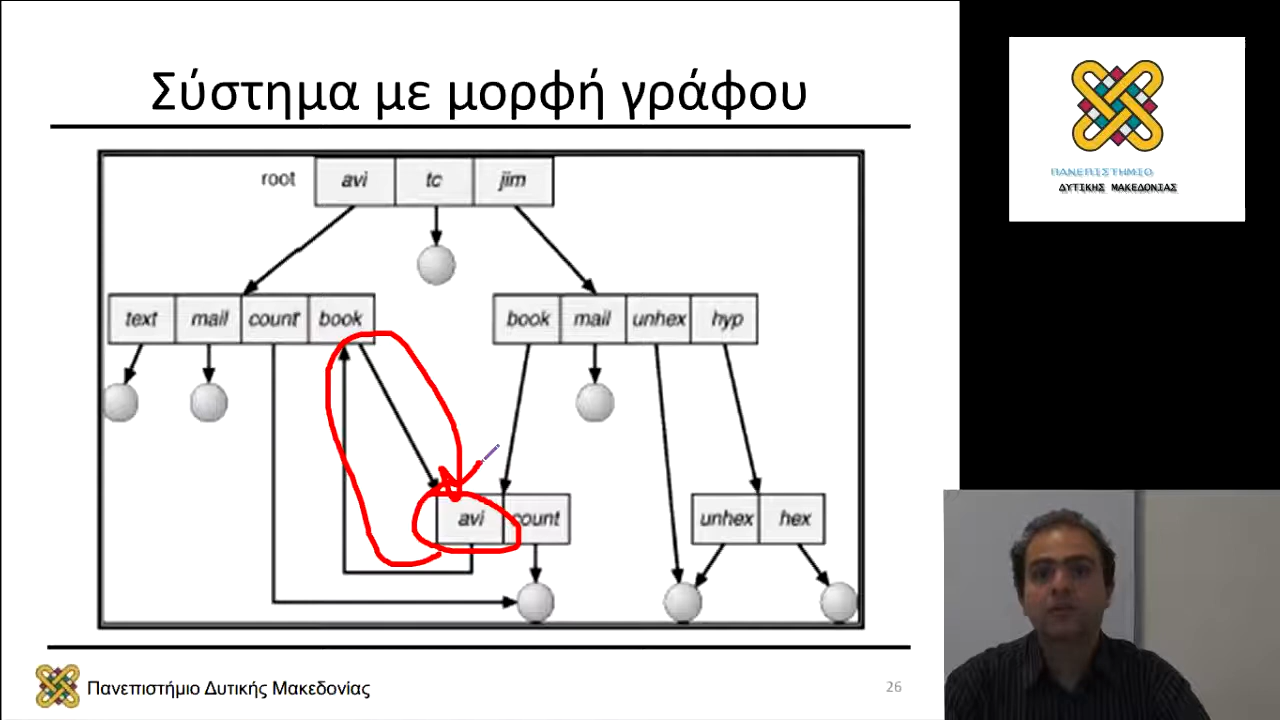 Σύστημα με μορφή γράφου
ΠΑΝΕΠΙΣΤΗΜΙΟ
ΔΥΤΙΚΗΣ ΜΑΚΕΔΟΝΙΑΣ
root avi tc jim
text mail count book book mail unhex hyp
avi count unhex hex
Πανεπιστήμιο Δυτικής Μακεδονίας 26